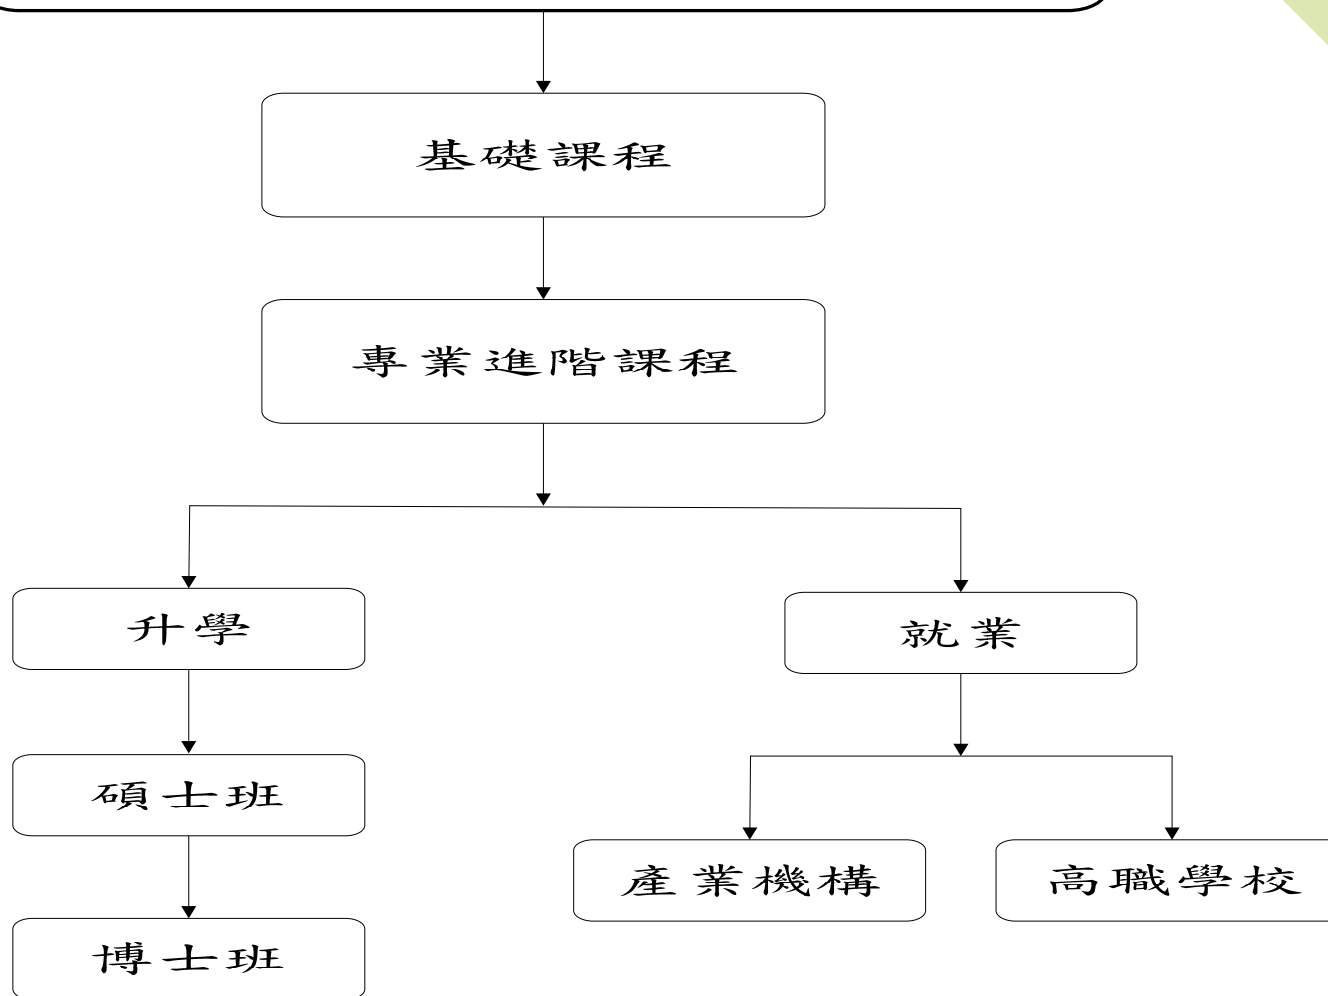 基礎課程
專業進階課程
升學
就業
碩士班
產業機構
高職學校
博士班